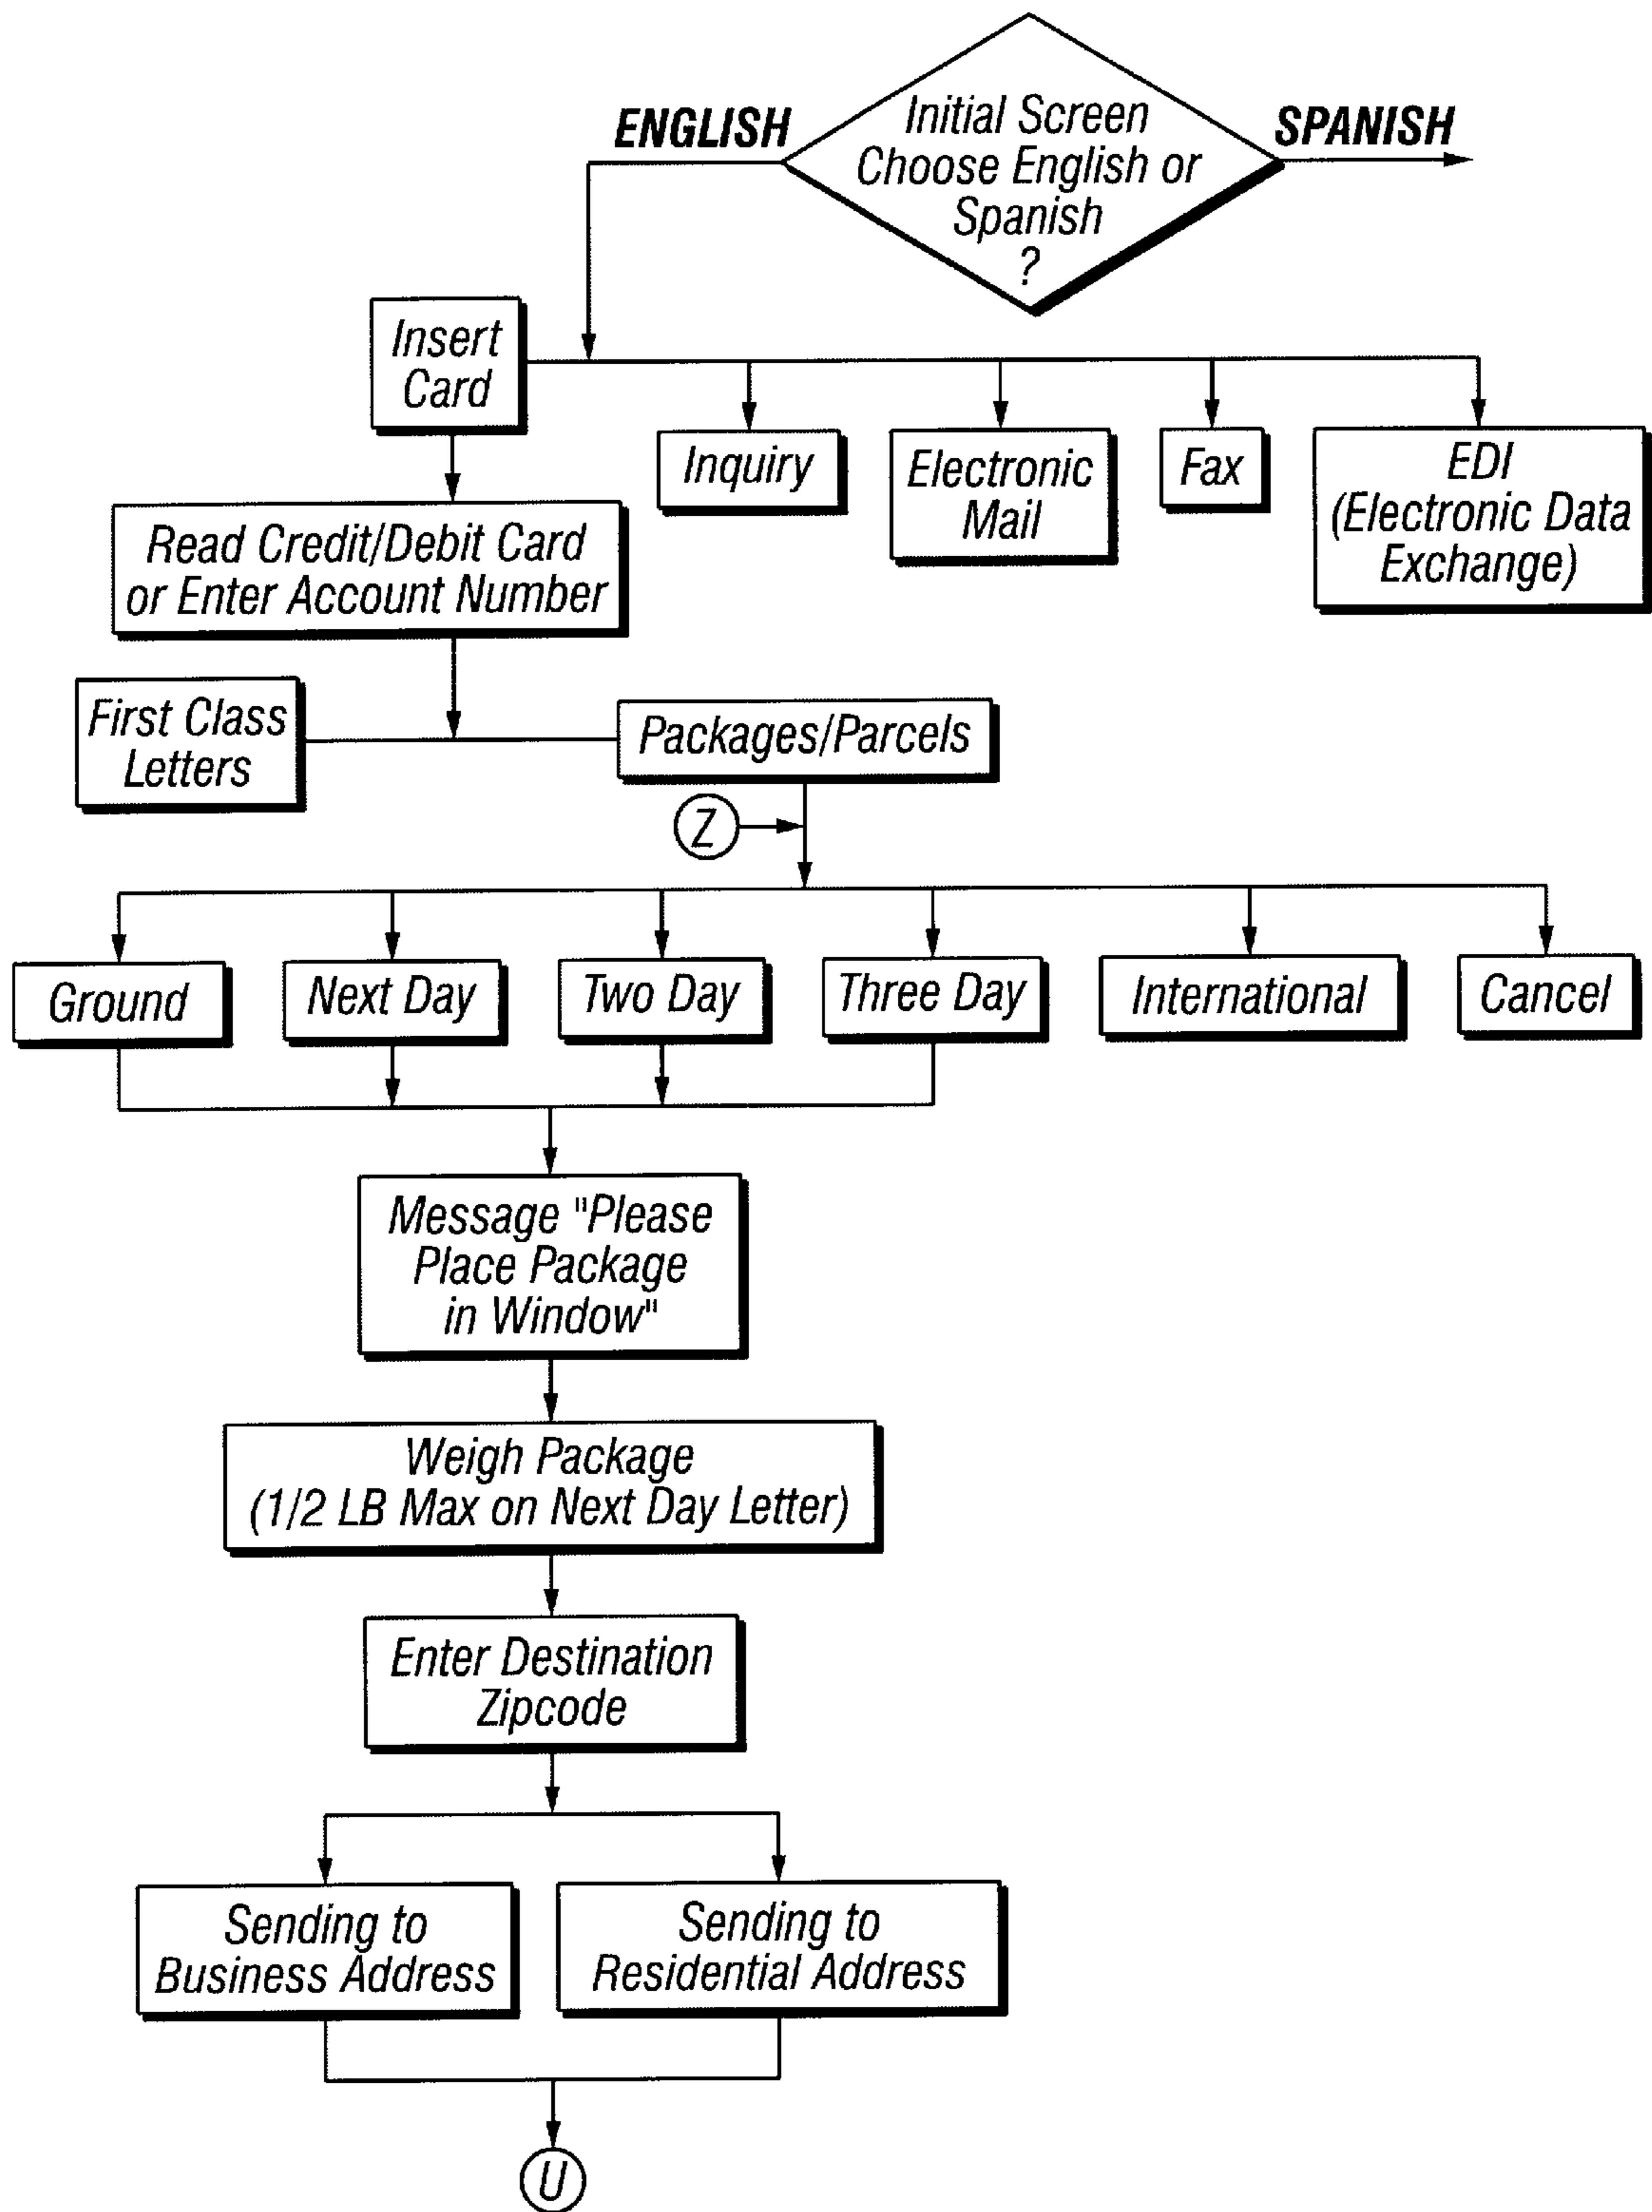 ENGLISH
Initial Screen
Choose English or
Spanish
?
SPANISH
Insert
Card
Inquiry
Electronic
Mail
Fax
EDI
(Electronic Data
Exchange)
Read Credit/Debit Card
or Enter Account Number
First Class
Letters
Packages/Parcels
Z
Ground
Next Day
Two Day
Three Day
International
Cancel
Message "Please
Place Package
in Window"
Weigh Package
(1/2 LB Max on Next Day Letter)
Enter Destination
Zipcode
Sending to
Business Address
Sending to
Residential Address
U